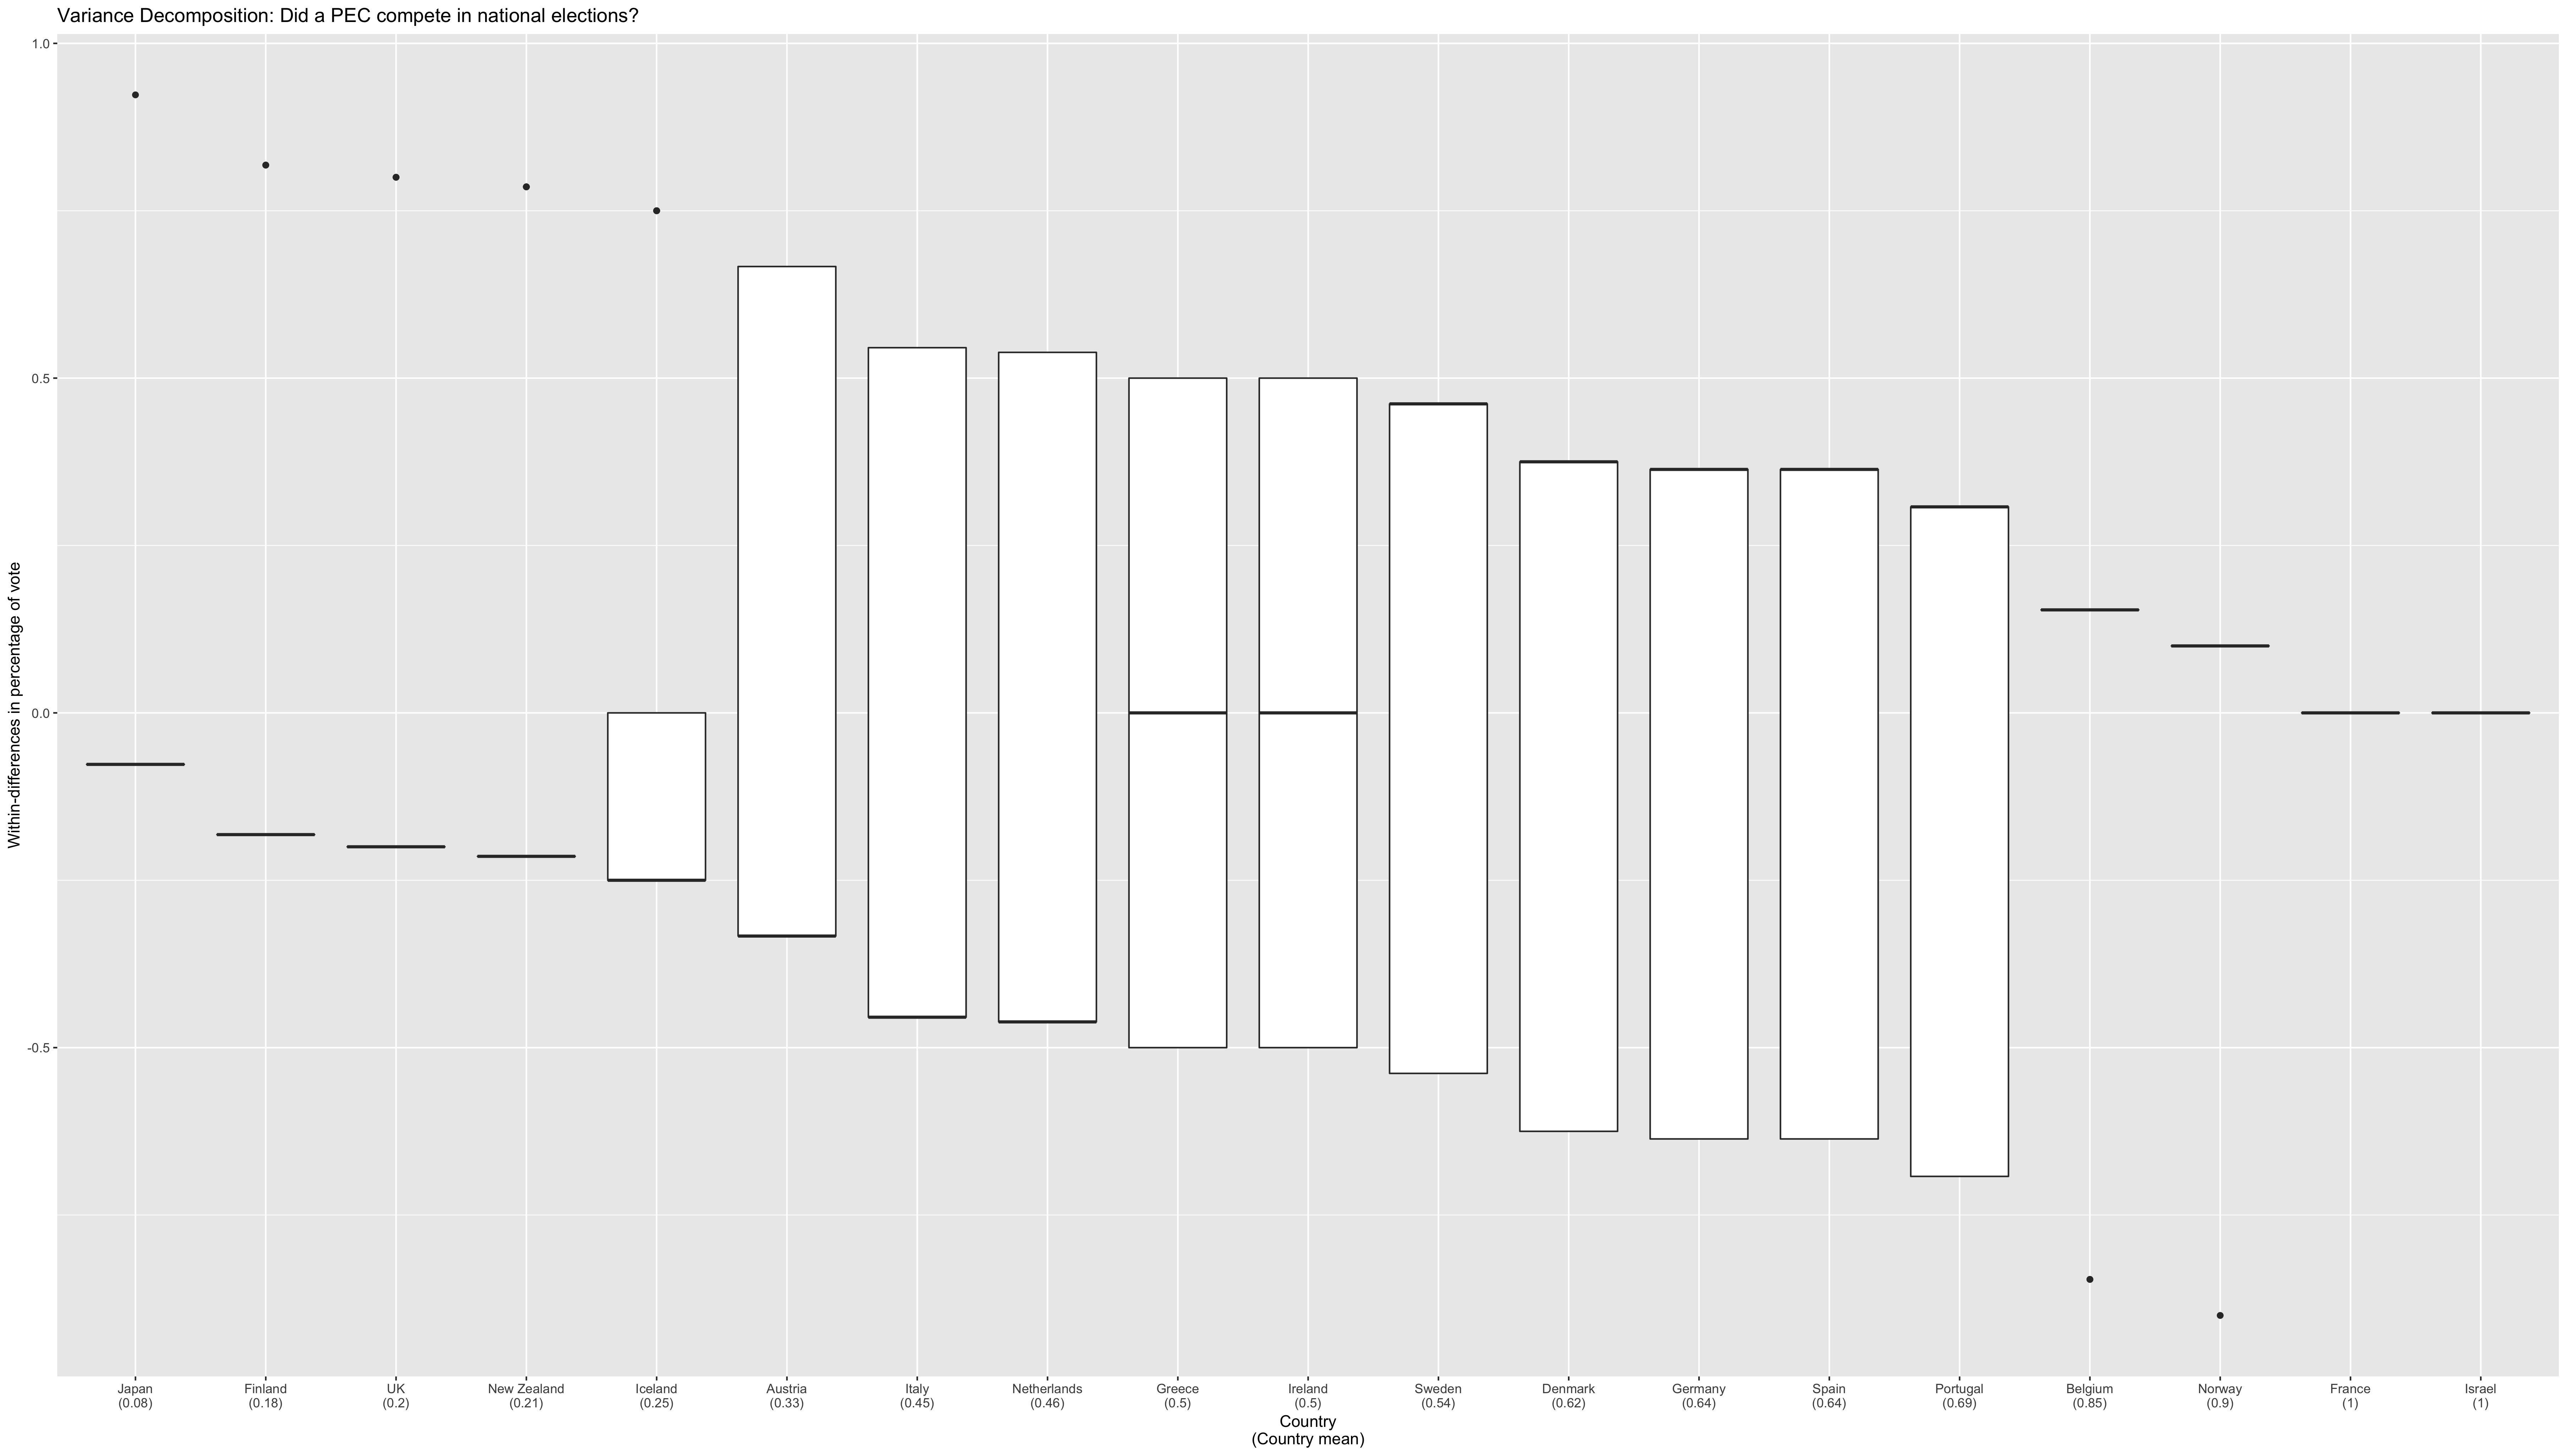 Variance Decomposition: Did a PEC compete in national elections?
1.0
0.5
0.0
-0.5
Within-differences in percentage of vote
Japan
(0.08)
Finland
(0.18)
UK
(0.2)
New Zealand
(0.21)
Iceland
(0.25)
Austria
(0.33)
Italy
(0.45)
Netherlands
(0.46)
Greece
(0.5)
Ireland
(0.5)
Sweden
(0.54)
Denmark
(0.62)
Germany
(0.64)
Spain
(0.64)
Portugal
(0.69)
Belgium
(0.85)
Norway
(0.9)
France
(1)
Israel
(1)
Country
(Country mean)